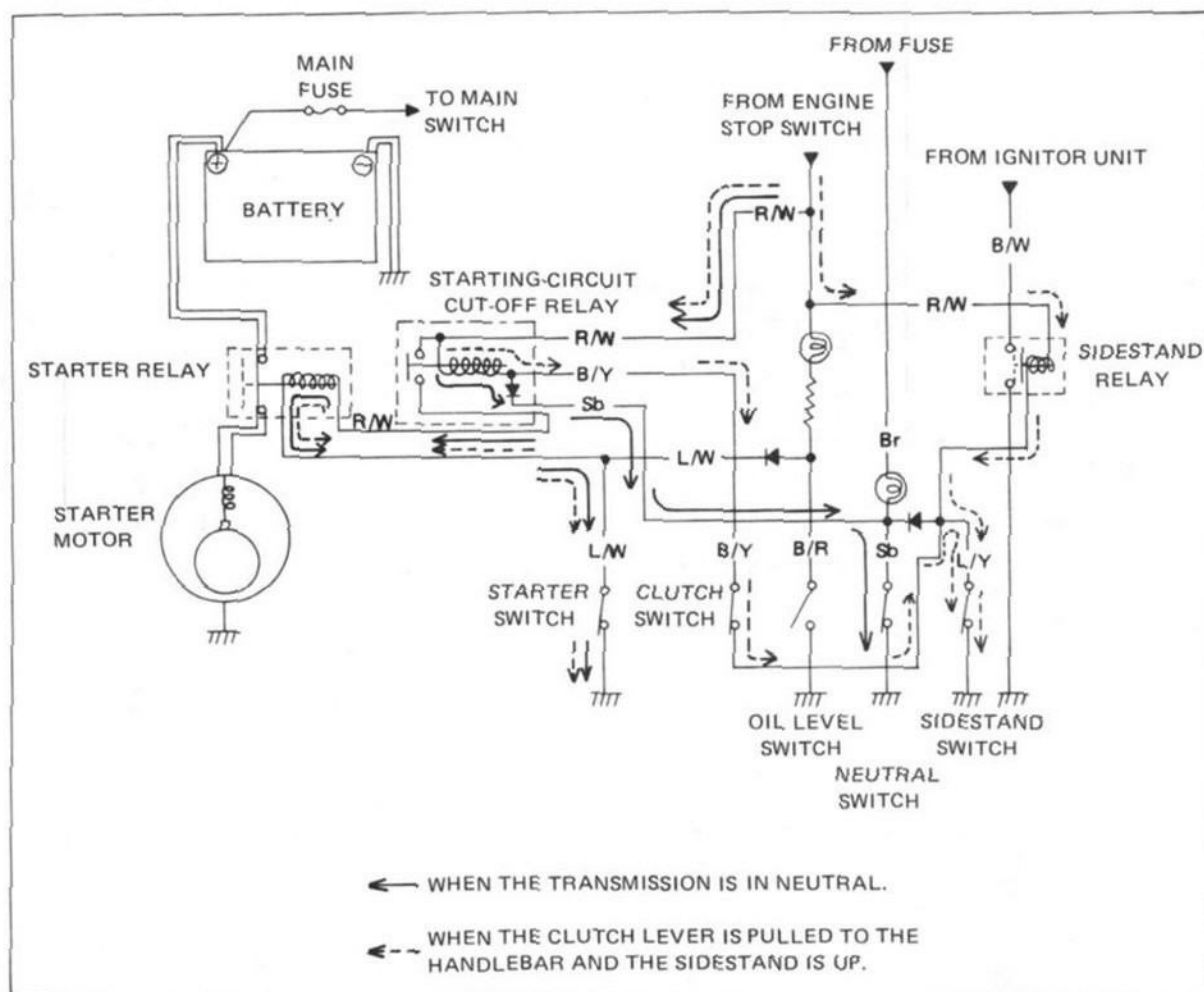 FROM FUSE
MAIN
FUSE
TO MAIN
SWITCH
FROM ENGINE
STOP SWITCH
FROM IGNITOR UNIT
+
−
BATTERY
R/W
B/W
STARTING-CIRCUIT
CUT-OFF RELAY
R/W
R/W
STARTER RELAY
B/Y
SIDESTAND
RELAY
Sb
R/W
Br
L/W
STARTER
MOTOR
L/W
B/Y
B/R
Sb
L/Y
STARTER
SWITCH
CLUTCH
SWITCH
OIL LEVEL
SWITCH
SIDESTAND
SWITCH
NEUTRAL
SWITCH
WHEN THE TRANSMISSION IS IN NEUTRAL.
WHEN THE CLUTCH LEVER IS PULLED TO THE
HANDLEBAR AND THE SIDESTAND IS UP.